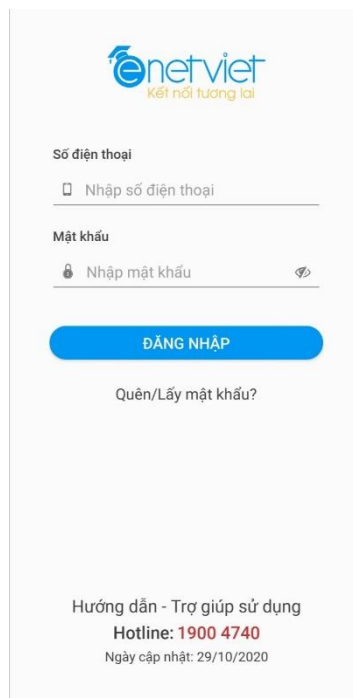 enetviet
Kết nối tương lai
Số điện thoại
Nhập số điện thoại
Mật khẩu
Nhập mật khẩu
ĐĂNG NHẬP
Quên/Lấy mật khẩu?
Hướng dẫn - Trợ giúp sử dụng
Hotline: 1900 4740
Ngày cập nhật: 29/10/2020